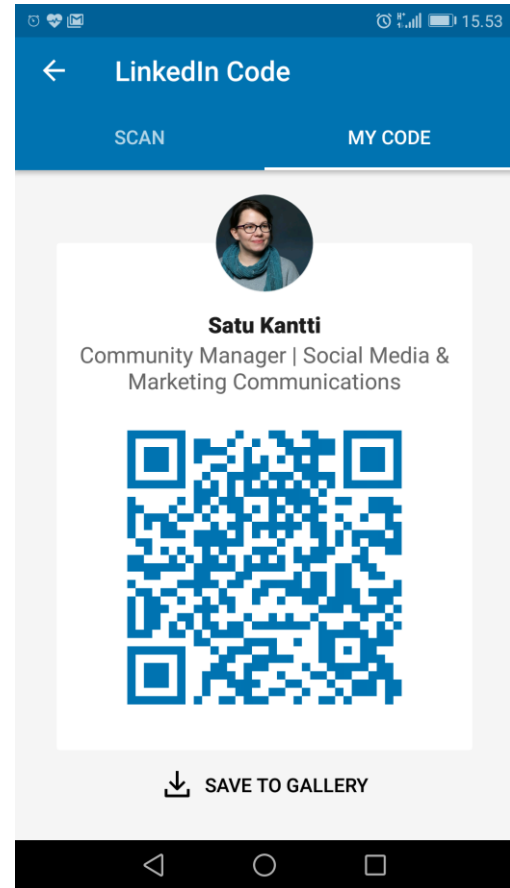 15.53
LinkedIn Code
SCAN MY CODE
Satu Kantti
Community Manager | Social Media &
Marketing Communications
SAVE TO GALLERY